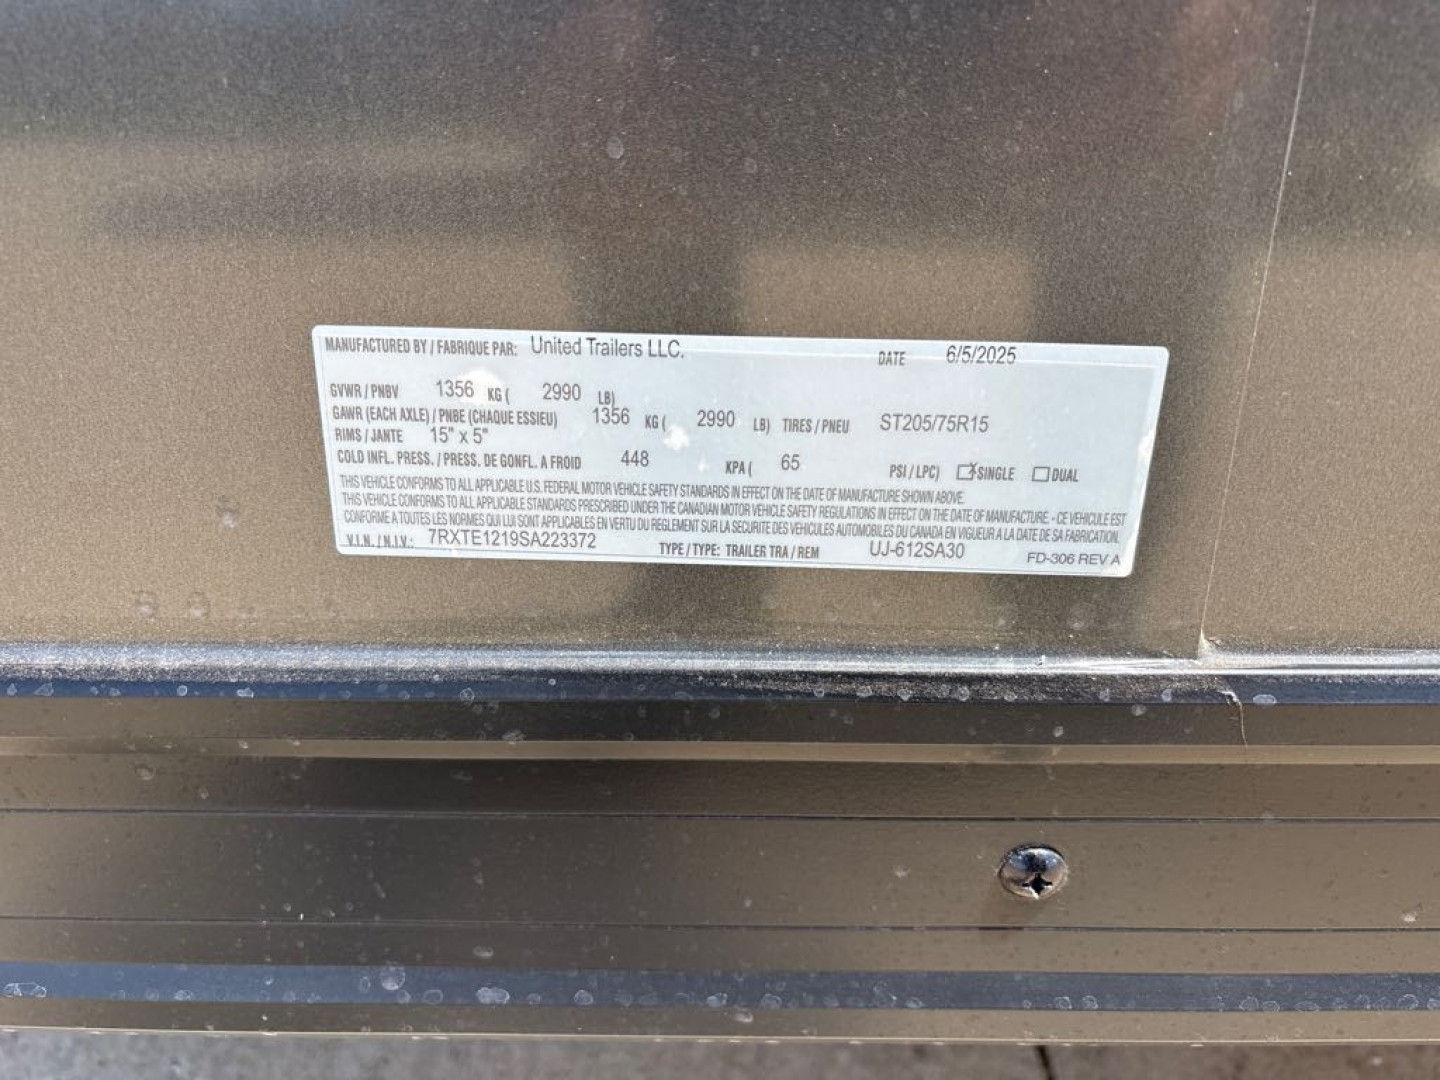 MANUFACTURED BY / FABRIQUE PAR: United Trailers LLC. DATE 6/5/2025
GVWR / PNBV 1356 KG ( 2990 LB)
GAWR (EACH AXLE) / PNBE (CHAQUE ESSIEU) 1356 KG ( 2990 LB) TIRES / PNEU ST205/75R15
RIMS / JANTE 15" x 5"
COLD INFL. PRESS. / PRESS. DE GONFL. A FROID 448 KPA ( 65 PSI / LPC) X SINGLE DUAL
THIS VEHICLE CONFORMS TO ALL APPLICABLE U.S. FEDERAL MOTOR VEHICLE SAFETY STANDARDS IN EFFECT ON THE DATE OF MANUFACTURE SHOWN ABOVE.
THIS VEHICLE CONFORMS TO ALL APPLICABLE STANDARDS PRESCRIBED UNDER THE CANADIAN MOTOR VEHICLE SAFETY REGULATIONS IN EFFECT ON THE DATE OF MANUFACTURE. - CE VEHICULE EST
CONFORME A TOUTES LES NORMES QUI LUI SONT APPLICABLES EN VERTU DU REGLEMENT SUR LA SECURITE DES VEHICULES AUTOMOBILES DU CANADA EN VIGUEUR A LA DATE DE SA FABRICATION.
V.I.N. / N.I.V.: 7RXTE1219SA223372 TYPE / TYPE: TRAILER TRA / REM UJ-612SA30 FD-306 REV A